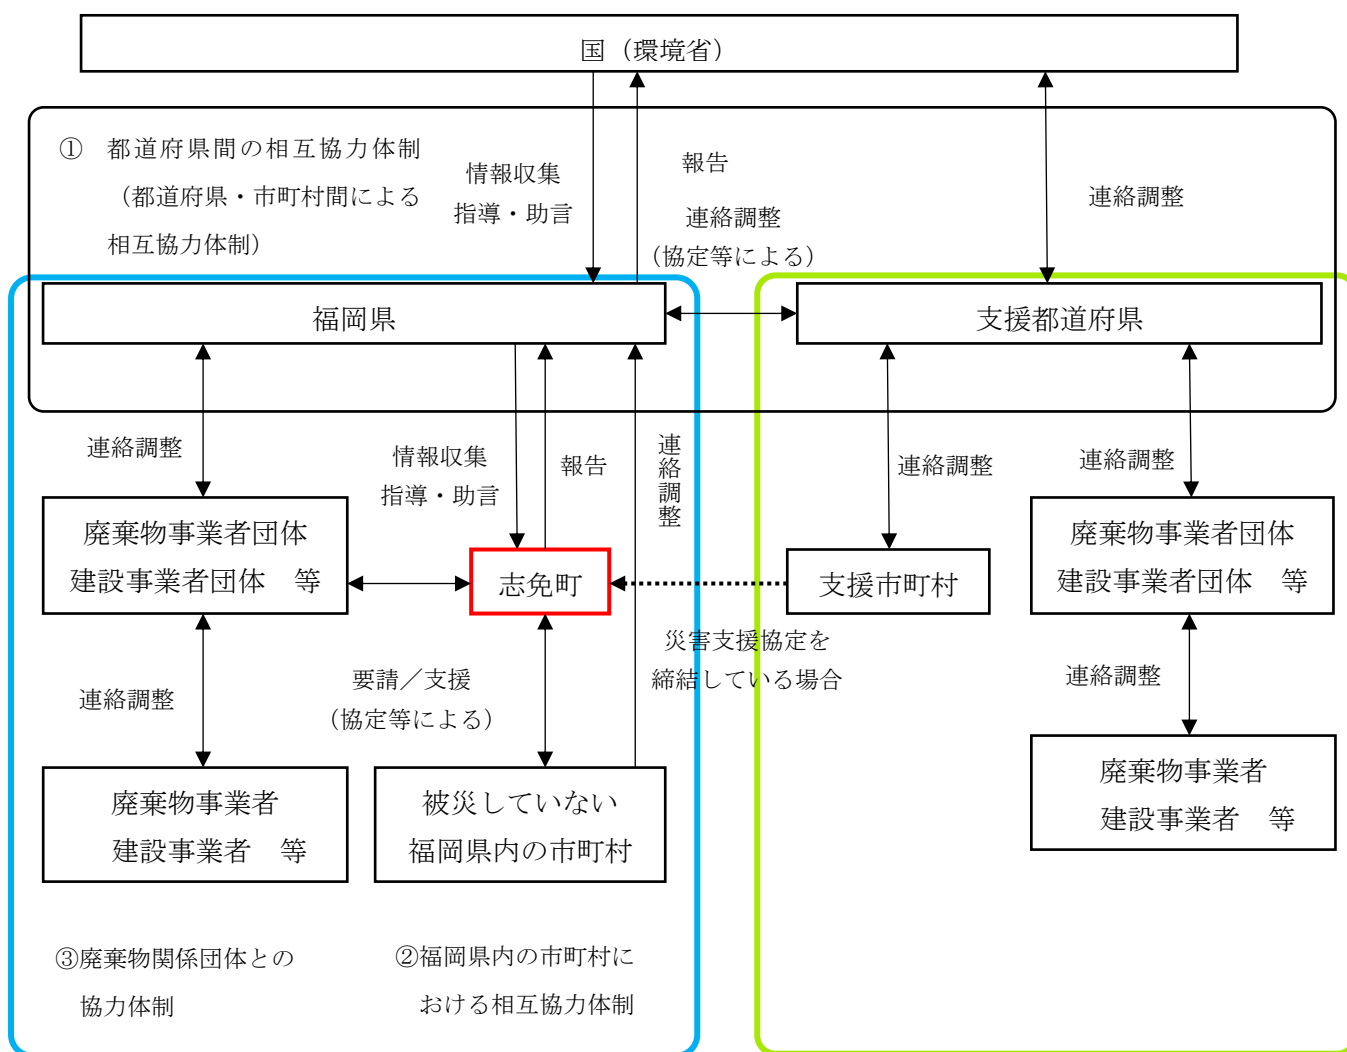 国（環境省）
① 都道府県間の相互協力体制
（都道府県・市町村間による
相互協力体制）
情報収集
指導・助言
報告
連絡調整
（協定等による）
連絡調整
福岡県
支援都道府県
連絡調整
情報収集
指導・助言
報告
連絡調整
連絡調整
連絡調整
廃棄物事業者団体
建設事業者団体　等
志免町
支援市町村
廃棄物事業者団体
建設事業者団体　等
災害支援協定を
締結している場合
連絡調整
要請／支援
（協定等による）
連絡調整
廃棄物事業者
建設事業者　等
被災していない
福岡県内の市町村
廃棄物事業者
建設事業者　等
③廃棄物関係団体との
協力体制
②福岡県内の市町村に
おける相互協力体制